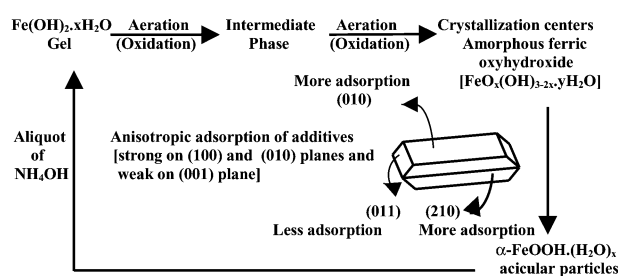 Fe(OH)₂.xH₂O
Gel
Aeration
(Oxidation)
Intermediate
Phase
Aeration
(Oxidation)
Crystallization centers
Amorphous ferric
oxyhydroxide
[FeOₓ(OH)₃₋₂ₓ.yH₂O]
More adsorption
(010)
Aliquot
of
NH₄OH
Anisotropic adsorption of additives
[strong on (100) and (010) planes and
weak on (001) plane]
(011)
Less adsorption
(210)
More adsorption
α-FeOOH.(H₂O)ₓ
acicular particles